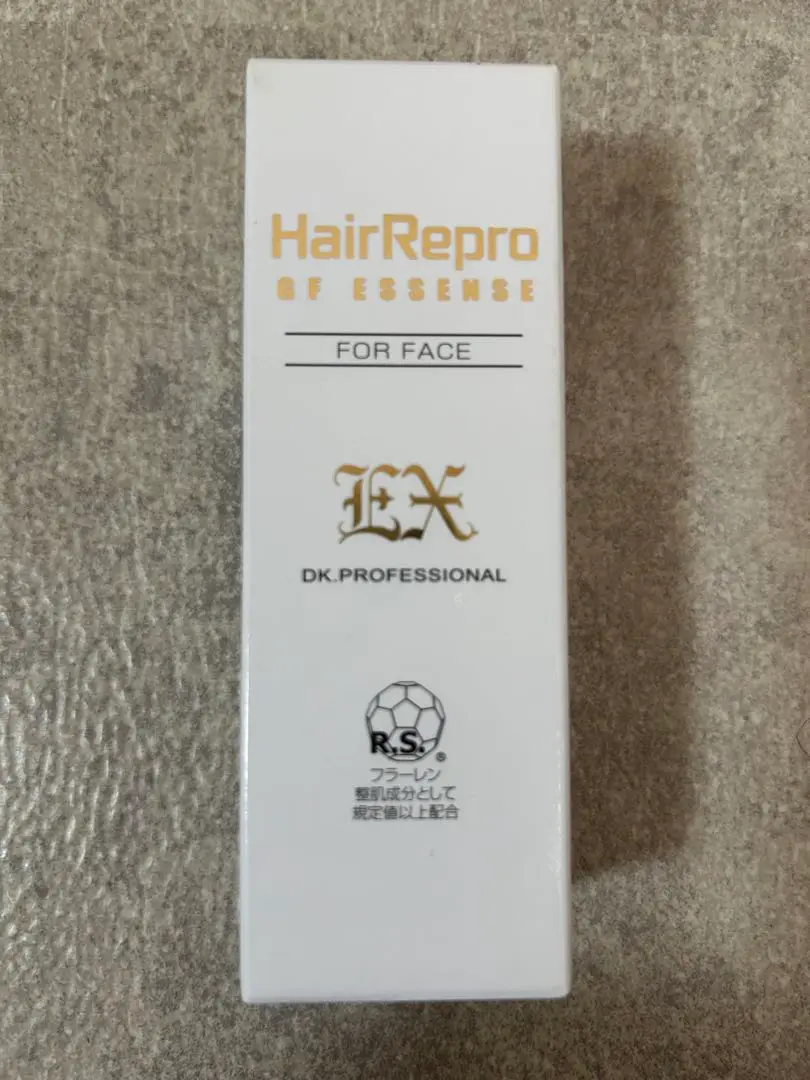 HairRepro
GF ESSENSE
FOR FACE
EX
DK.PROFESSIONAL
R.S.®
フラーレン
整肌成分として
規定値以上配合